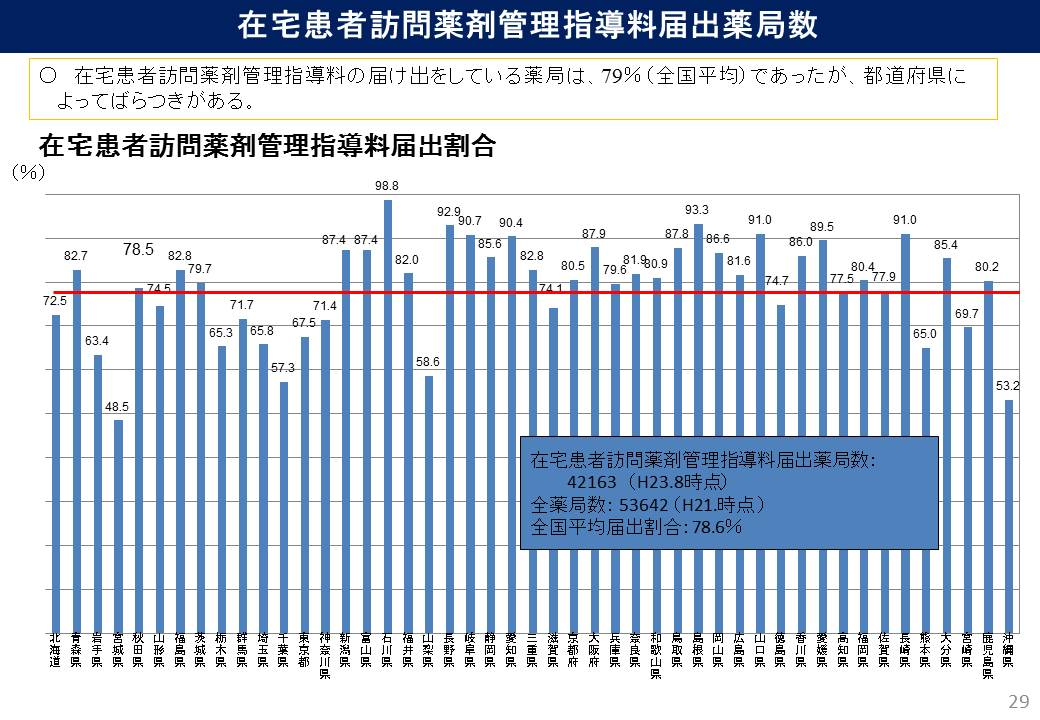 在宅患者訪問薬剤管理指導料届出薬局数
○　在宅患者訪問薬剤管理指導料の届け出をしている薬局は、79%(全国平均)であったが、都道府県に
よってばらつきがある。
在宅患者訪問薬剤管理指導料届出割合
(%)
72.5
82.7
63.4
48.5
78.5
74.5
82.8
79.7
65.3
71.7
65.8
57.3
67.5
71.4
87.4
87.4
98.8
82.0
58.6
92.9
90.7
85.6
90.4
82.8
74.1
80.5
87.9
79.6
81.9
80.9
87.8
93.3
86.6
81.6
91.0
74.7
86.0
89.5
77.5
80.4
77.9
91.0
65.0
85.4
69.7
80.2
53.2
在宅患者訪問薬剤管理指導料届出薬局数:
42163 (H23.8時点)
全薬局数: 53642(H21.時点)
全国平均届出割合: 78.6%
北海道
青森県
岩手県
宮城県
秋田県
山形県
福島県
茨城県
栃木県
群馬県
埼玉県
千葉県
東京都
神奈川県
新潟県
富山県
石川県
福井県
山梨県
長野県
岐阜県
静岡県
愛知県
三重県
滋賀県
京都府
大阪府
兵庫県
奈良県
和歌山県
鳥取県
島根県
岡山県
広島県
山口県
徳島県
香川県
愛媛県
高知県
福岡県
佐賀県
長崎県
熊本県
大分県
宮崎県
鹿児島県
沖縄県
29